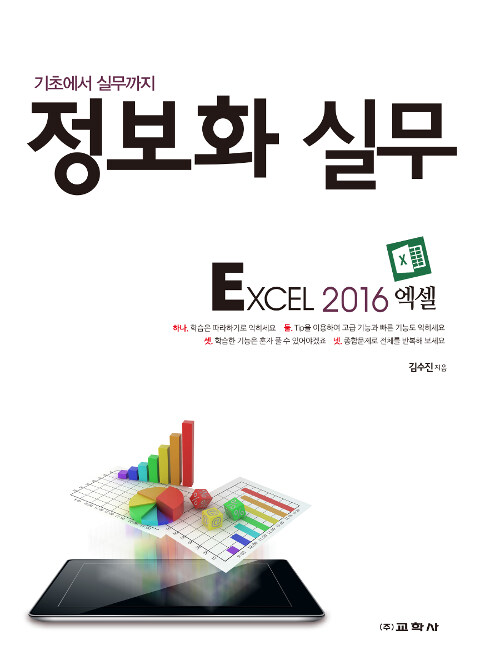 기초에서 실무까지
정보화 실무
EXCEL 2016 엑셀
하나, 학습은 따라하기로 익히세요 둘, Tip을 이용하여 고급 기능과 빠른 기능도 익히세요
셋, 학습한 기능은 혼자 풀 수 있어야겠죠 넷, 종합문제로 전체를 반복해 보세요
김수진 지음
(주) 교학사